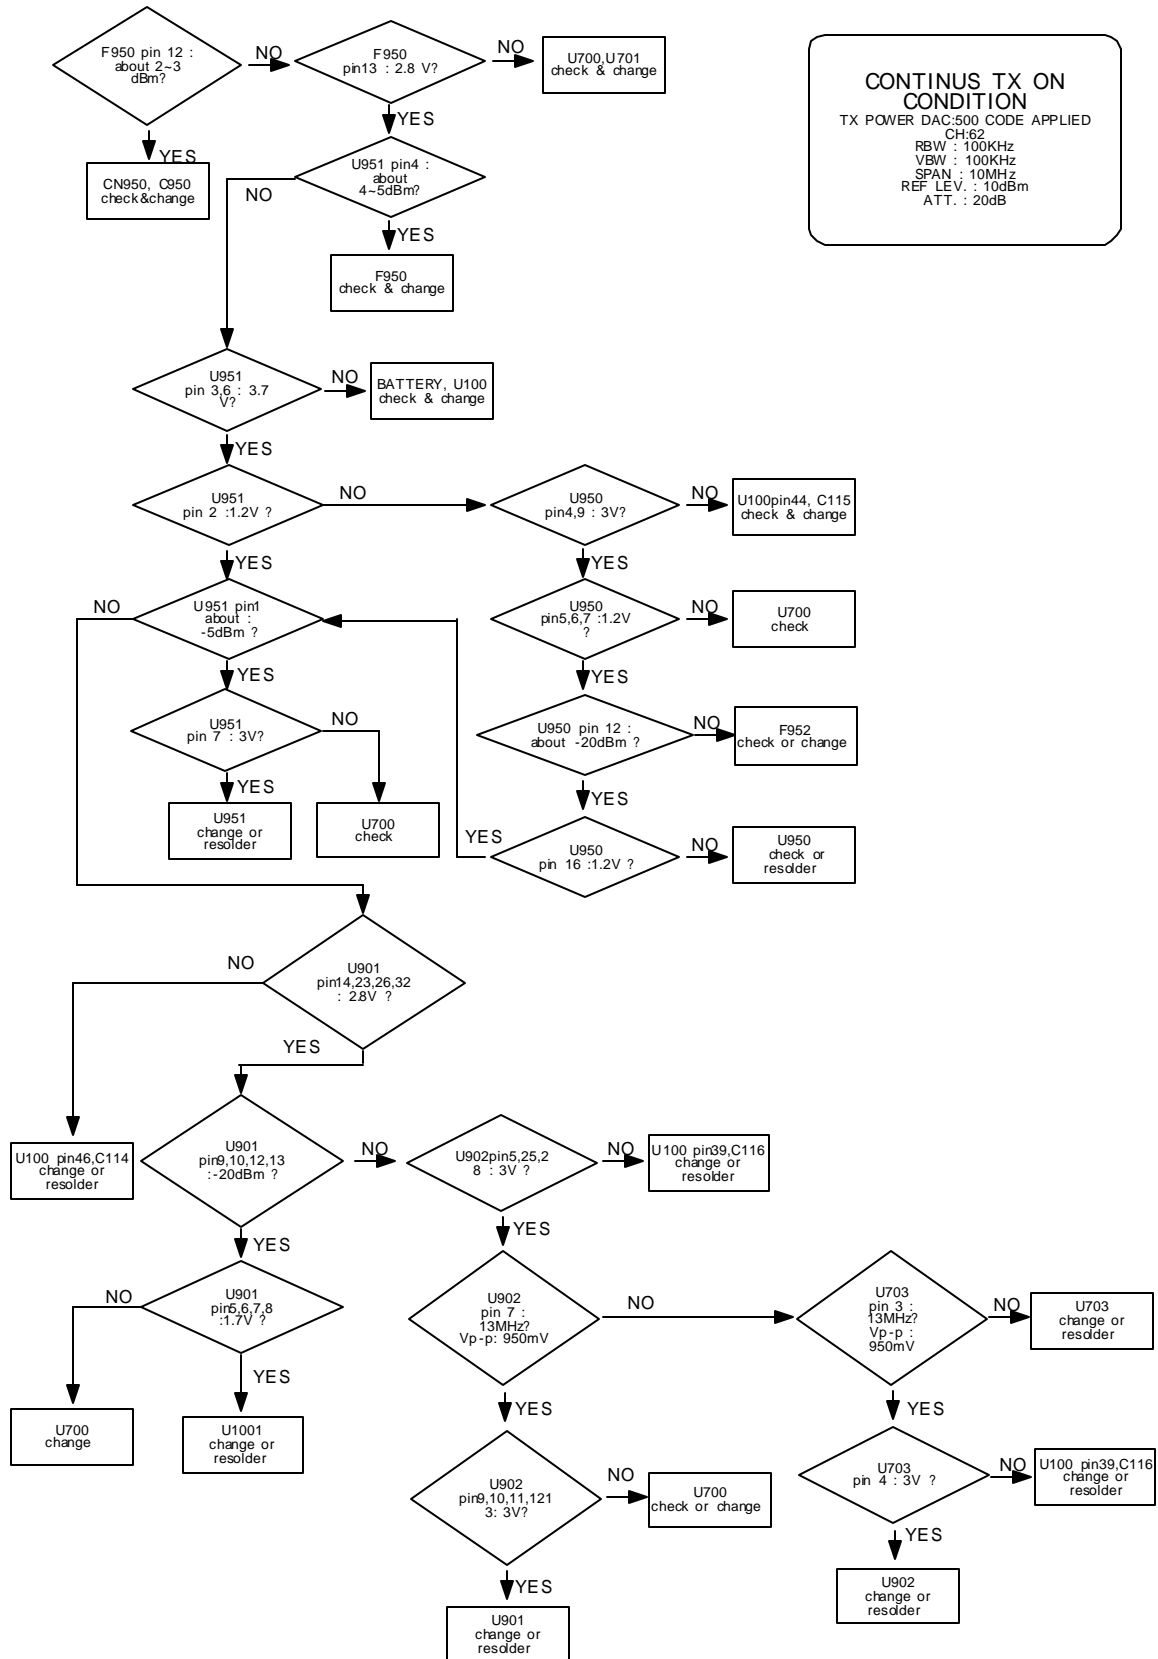 F950 pin 12 :
about 2~3
dBm?
NO
F950
pin13 : 2.8 V?
NO
U700,U701
check & change
CONTINUS TX ON
CONDITION
TX POWER DAC:500 CODE APPLIED
CH:62
RBW : 100KHz
VBW : 100KHz
SPAN : 10MHz
REF LEV. : 10dBm
ATT. : 20dB
YES
YES
CN950, C950
check&change
U951 pin4 :
about
4~5dBm?
NO
YES
F950
check & change
U951
pin 3,6 : 3.7
V?
NO
BATTERY, U100
check & change
YES
U951
pin 2 :1.2V ?
NO
U950
pin4,9 : 3V?
NO
U100pin44, C115
check & change
YES
YES
NO
U951 pin1
about :
-5dBm ?
U950
pin5,6,7 :1.2V
?
NO
U700
check
YES
YES
U951
pin 7 : 3V?
NO
U950 pin 12 :
about -20dBm ?
NO
F952
check or change
YES
YES
U951
change or
resolder
U700
check
YES
U950
pin 16 :1.2V ?
NO
U950
check or
resolder
NO
U901
pin14,23,26,32
: 2.8V ?
YES
U100 pin46,C114
change or
resolder
U901
pin9,10,12,13
:-20dBm ?
NO
U902pin5,25,2
8 : 3V ?
NO
U100 pin39,C116
change or
resolder
YES
YES
NO
U901
pin5,6,7,8
:1.7V ?
U902
pin 7 :
13MHz?
Vp-p: 950mV
NO
U703
pin 3 :
13MHz?
Vp-p :
950mV
NO
U703
change or
resolder
YES
YES
YES
U700
change
U1001
change or
resolder
U902
pin9,10,11,121
3: 3V?
NO
U700
check or change
U703
pin 4 : 3V ?
NO
U100 pin39,C116
change or
resolder
YES
YES
U901
change or
resolder
U902
change or
resolder